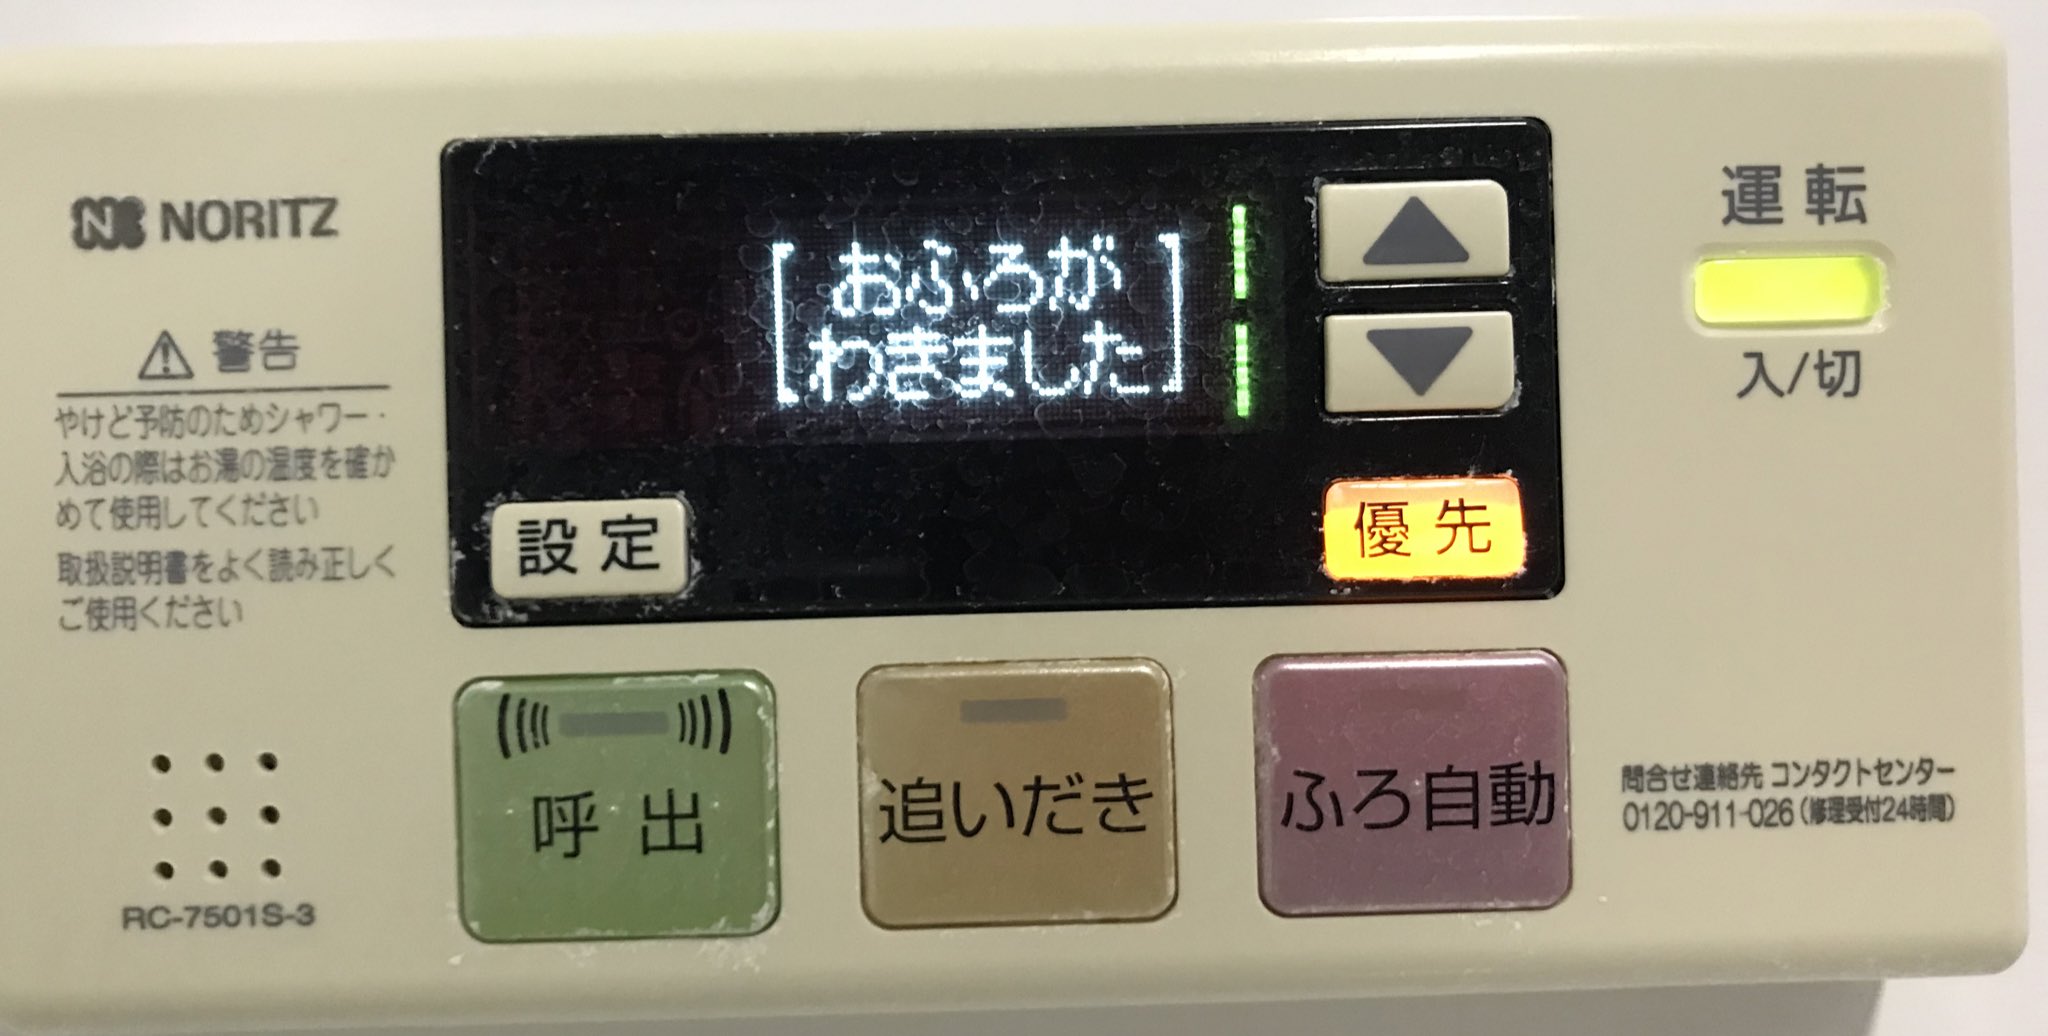 NORITZ
警告
やけど予防のためシャワー・
入浴の際はお湯の温度を確か
めて使用してください
取扱説明書をよく読み正しく
ご使用ください
RC-7501S-3
[おふろが
わきました]
設定
優先
呼出
追いだき
ふろ自動
運転
入/切
問合せ連絡先 コンタクトセンター
0120-911-026(修理受付24時間)